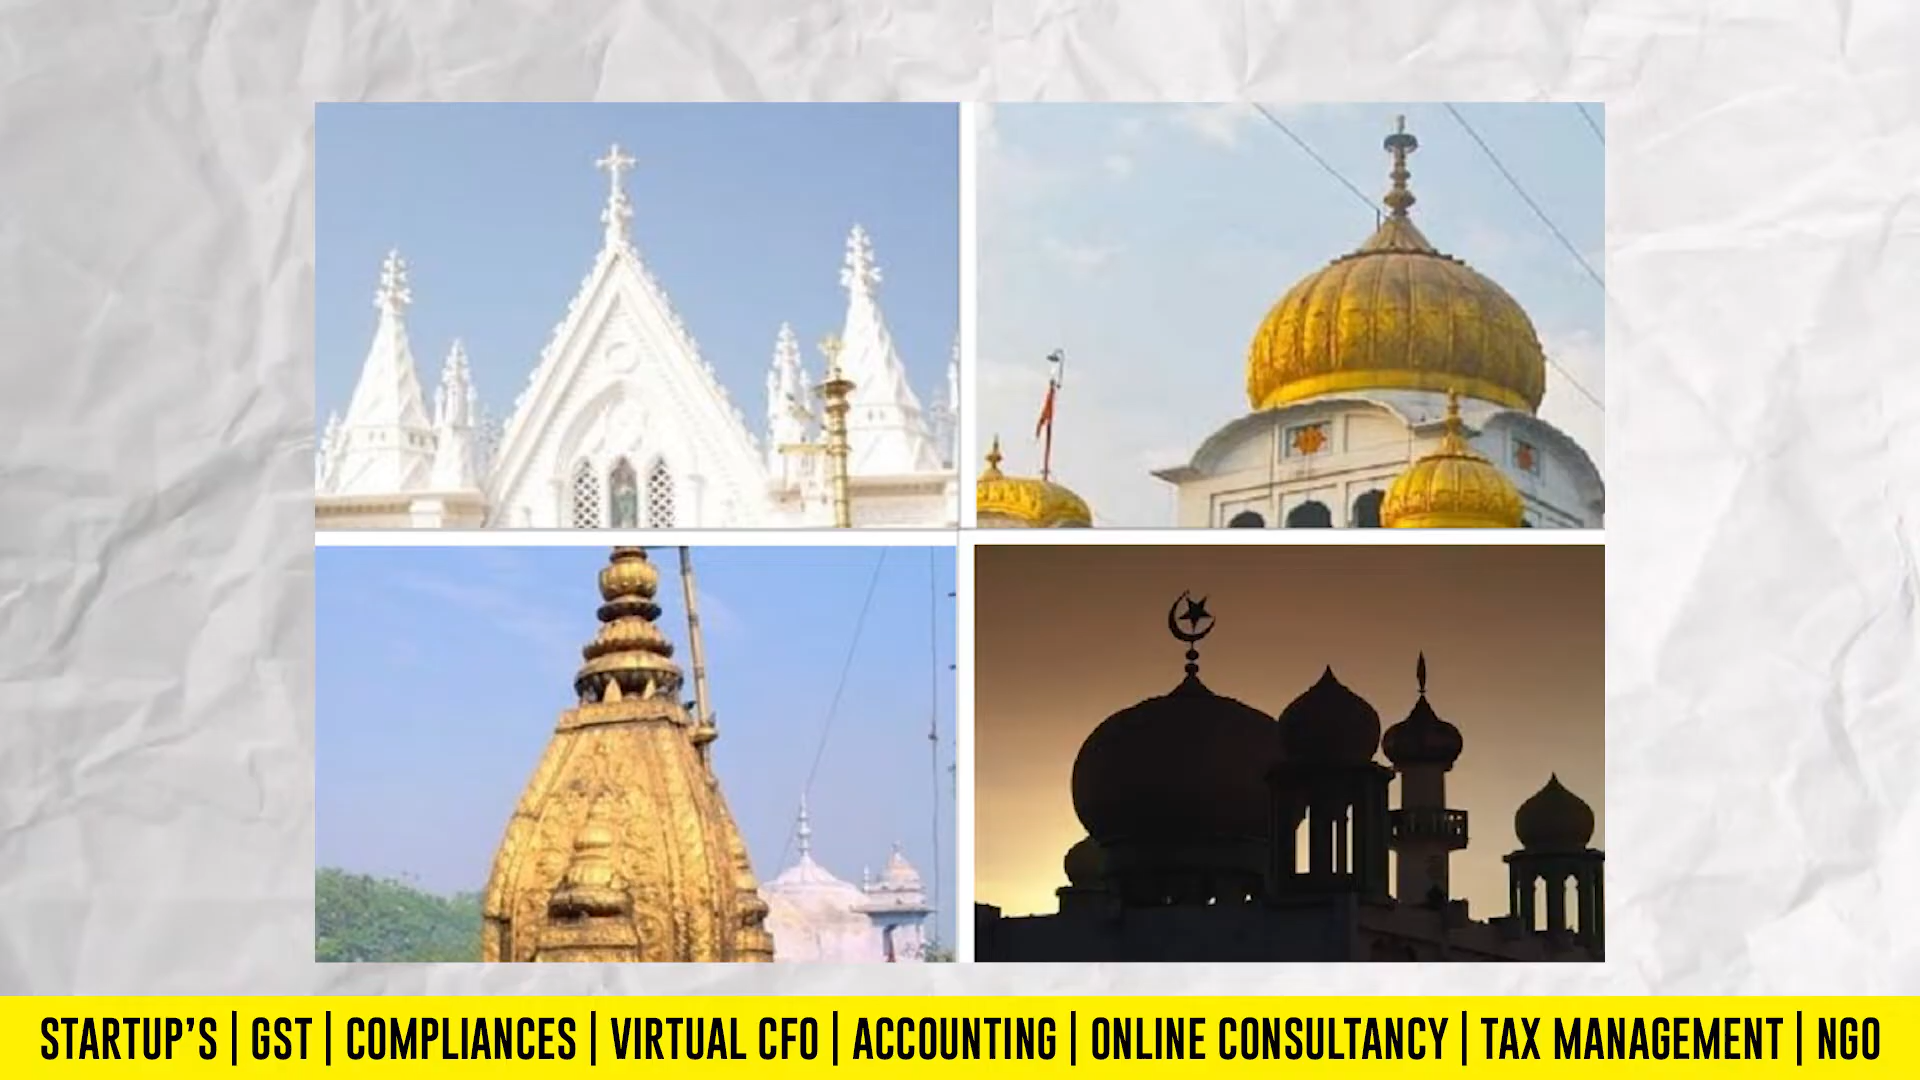 STARTUP'S | GST | COMPLIANCES | VIRTUAL CFO | ACCOUNTING | ONLINE CONSULTANCY | TAX MANAGEMENT | NGO